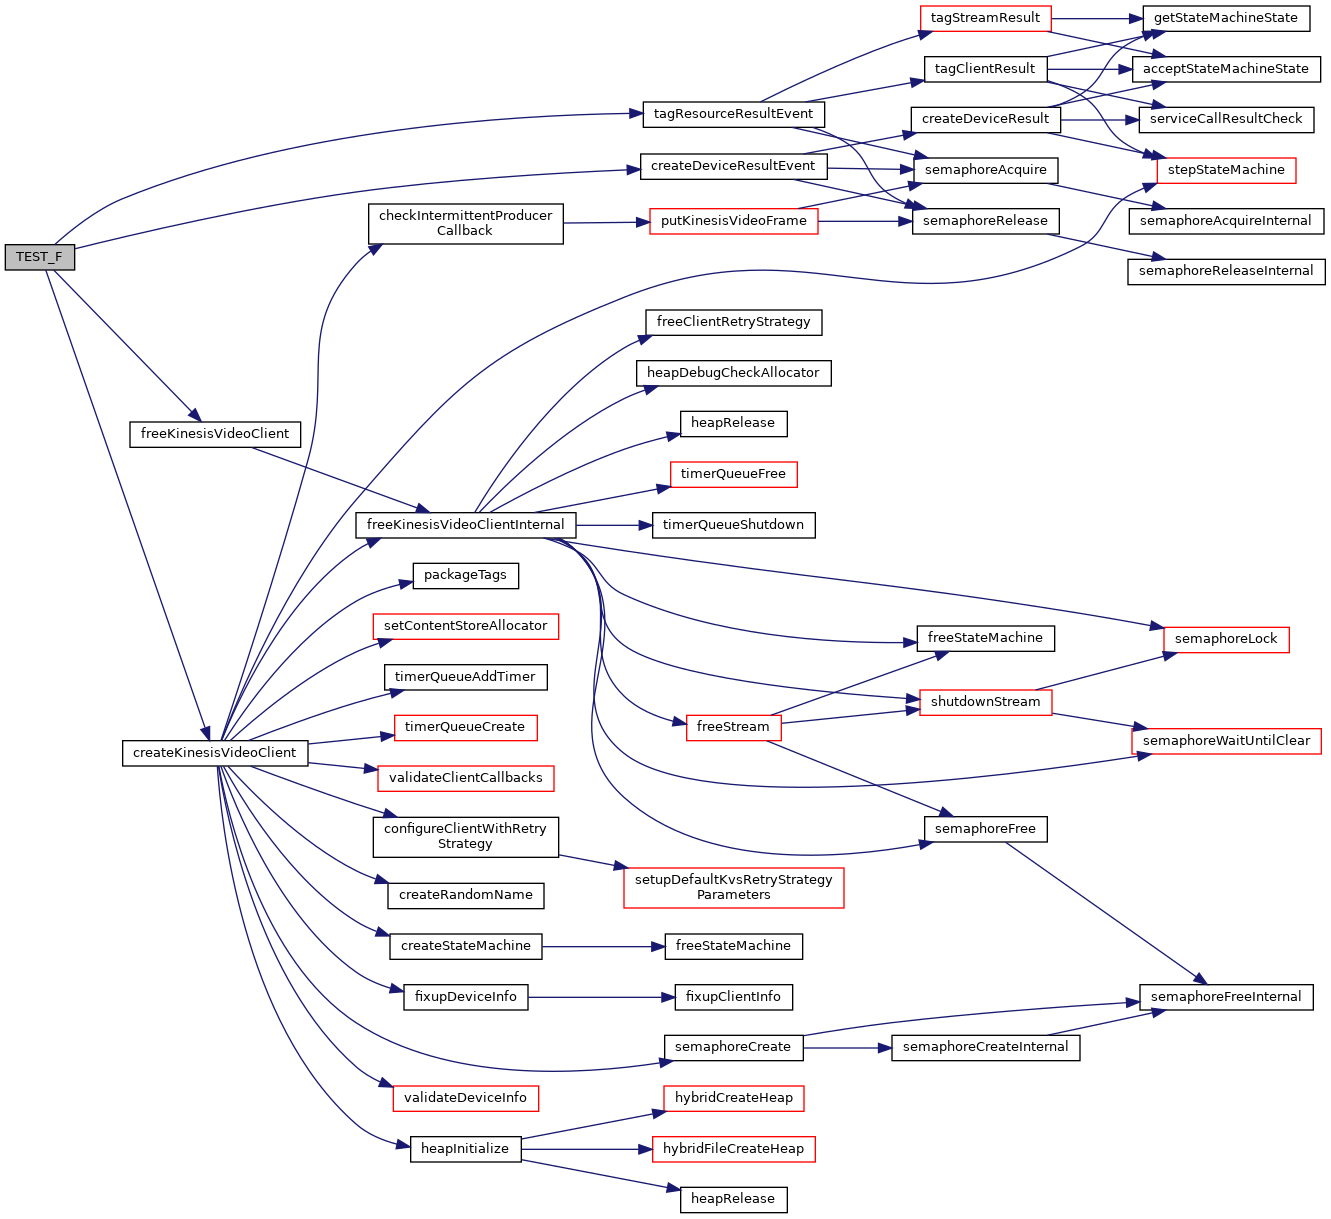 tagStreamResult
getStateMachineState
tagClientResult
acceptStateMachineState
tagResourceResultEvent
createDeviceResult
serviceCallResultCheck
createDeviceResultEvent
semaphoreAcquire
stepStateMachine
checkIntermittentProducer
Callback
putKinesisVideoFrame
semaphoreRelease
semaphoreAcquireInternal
TEST_F
semaphoreReleaseInternal
freeClientRetryStrategy
heapDebugCheckAllocator
heapRelease
freeKinesisVideoClient
timerQueueFree
freeKinesisVideoClientInternal
timerQueueShutdown
packageTags
setContentStoreAllocator
freeStateMachine
semaphoreLock
timerQueueAddTimer
shutdownStream
timerQueueCreate
freeStream
semaphoreWaitUntilClear
createKinesisVideoClient
validateClientCallbacks
configureClientWithRetry
Strategy
semaphoreFree
setupDefaultKvsRetryStrategy
Parameters
createRandomName
createStateMachine
freeStateMachine
fixupDeviceInfo
fixupClientInfo
semaphoreFreeInternal
semaphoreCreate
semaphoreCreateInternal
validateDeviceInfo
hybridCreateHeap
heapInitialize
hybridFileCreateHeap
heapRelease